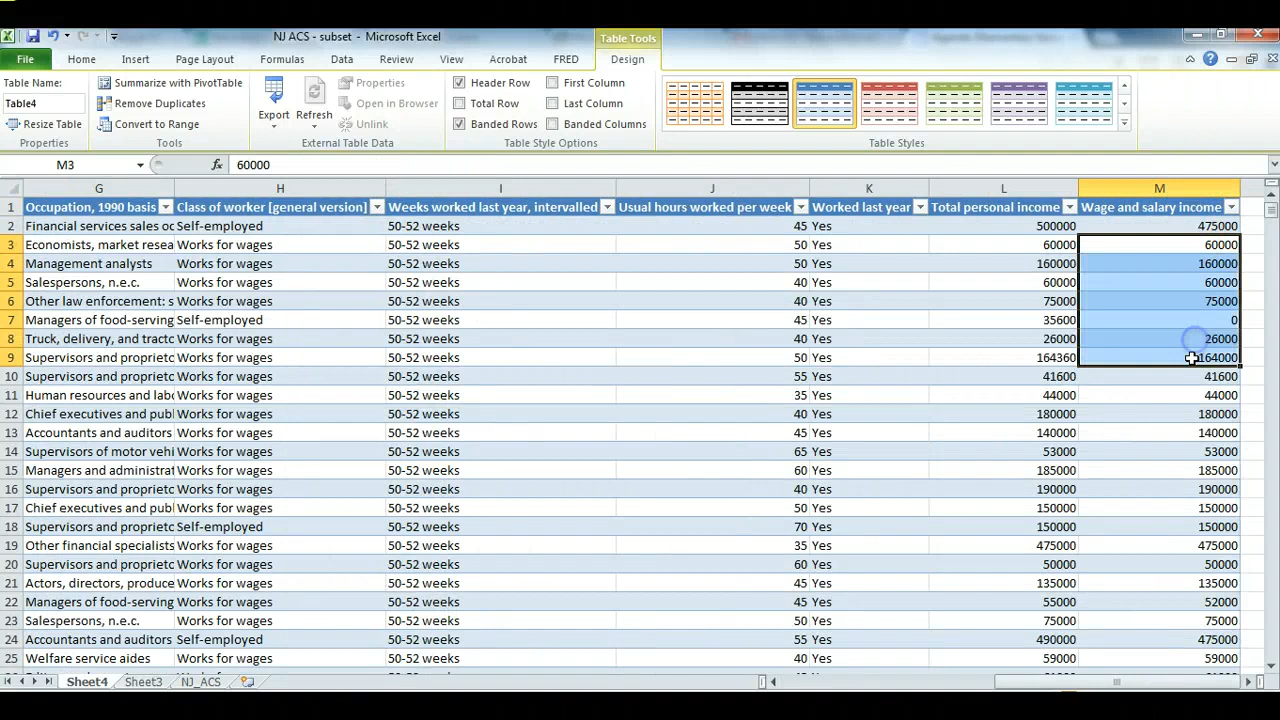 NJ ACS - subset - Microsoft Excel
Table Tools
File Home Insert Page Layout Formulas Data Review View Acrobat FRED Design
Table Name: Summarize with PivotTable Properties Header Row First Column
Table4 Remove Duplicates Open in Browser Total Row Last Column
Resize Table Convert to Range Export Refresh Unlink Banded Rows Banded Columns
Properties Tools External Table Data Table Style Options Table Styles
M3 fx 60000
G H I J K L M
1 Occupation, 1990 basis Class of worker [general version] Weeks worked last year, intervalled Usual hours worked per week Worked last year Total personal income Wage and salary income
2 Financial services sales oc Self-employed 50-52 weeks 45 Yes 500000 475000
3 Economists, market resea Works for wages 50-52 weeks 50 Yes 60000 60000
4 Management analysts Works for wages 50-52 weeks 50 Yes 160000 160000
5 Salespersons, n.e.c. Works for wages 50-52 weeks 40 Yes 60000 60000
6 Other law enforcement: s Works for wages 50-52 weeks 40 Yes 75000 75000
7 Managers of food-serving Self-employed 50-52 weeks 45 Yes 35600 0
8 Truck, delivery, and tracto Works for wages 50-52 weeks 40 Yes 26000 26000
9 Supervisors and proprieto Works for wages 50-52 weeks 50 Yes 164360 164000
10 Supervisors and proprieto Works for wages 50-52 weeks 55 Yes 41600 41600
11 Human resources and labo Works for wages 50-52 weeks 35 Yes 44000 44000
12 Chief executives and publ Works for wages 50-52 weeks 40 Yes 180000 180000
13 Accountants and auditors Works for wages 50-52 weeks 45 Yes 140000 140000
14 Supervisors of motor vehi Works for wages 50-52 weeks 65 Yes 53000 53000
15 Managers and administrat Works for wages 50-52 weeks 60 Yes 185000 185000
16 Supervisors and proprieto Works for wages 50-52 weeks 40 Yes 190000 190000
17 Chief executives and publ Works for wages 50-52 weeks 50 Yes 150000 150000
18 Supervisors and proprieto Self-employed 50-52 weeks 70 Yes 150000 150000
19 Other financial specialists Works for wages 50-52 weeks 35 Yes 475000 475000
20 Supervisors and proprieto Works for wages 50-52 weeks 60 Yes 50000 50000
21 Actors, directors, produce Works for wages 50-52 weeks 40 Yes 135000 135000
22 Managers of food-serving Works for wages 50-52 weeks 45 Yes 55000 52000
23 Salespersons, n.e.c. Works for wages 50-52 weeks 50 Yes 75000 75000
24 Accountants and auditors Self-employed 50-52 weeks 55 Yes 490000 475000
25 Welfare service aides Works for wages 50-52 weeks 40 Yes 59000 59000
Sheet4 Sheet3 NJ_ACS